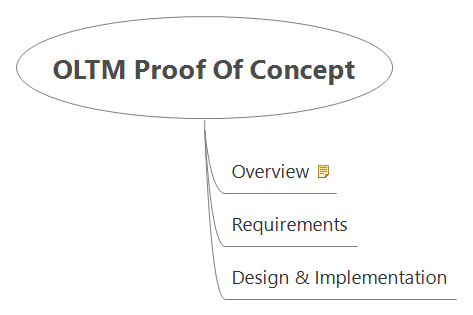 OLTM Proof Of Concept
Overview
Requirements
Design & Implementation